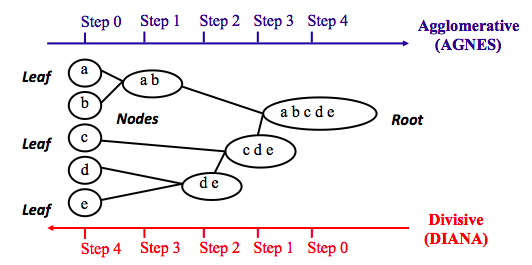 Step 0 Step 1 Step 2 Step 3 Step 4
Agglomerative
(AGNES)
Leaf
a
a b
b
Nodes
a b c d e
Root
Leaf
c
c d e
d
d e
Leaf
e
Step 4 Step 3 Step 2 Step 1 Step 0
Divisive
(DIANA)